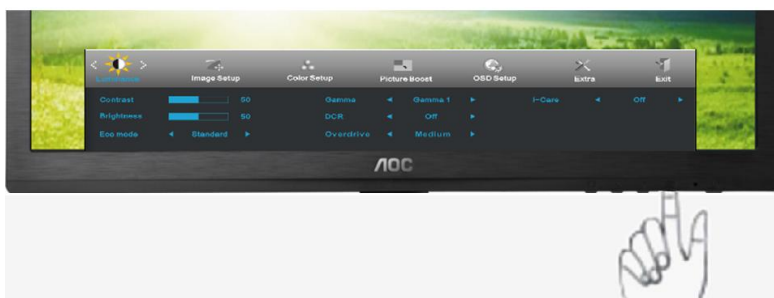 Luminance Image Setup Color Setup Picture Boost OSD Setup Extra Exit
Contrast 50 Gamma Gamma 1 i-Care Off
Brightness 50 DCR Off
Eco mode Standard Overdrive Medium
AOC